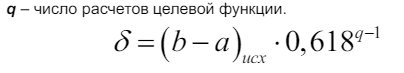 q – число расчетов целевой функции.
δ = (b – a)исх · 0,618^{q–1}